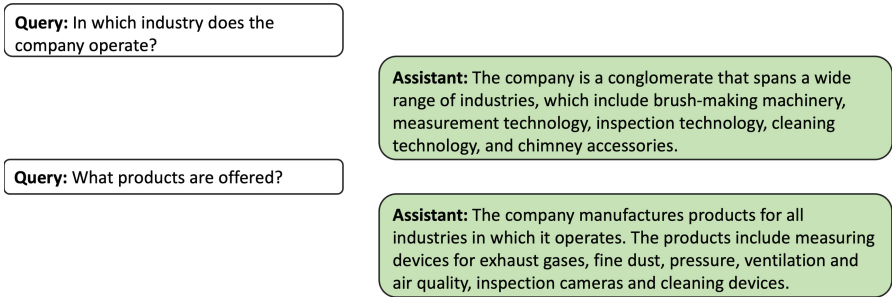 Query: In which industry does the
company operate?
Assistant: The company is a conglomerate that spans a wide
range of industries, which include brush-making machinery,
measurement technology, inspection technology, cleaning
technology, and chimney accessories.
Query: What products are offered?
Assistant: The company manufactures products for all
industries in which it operates. The products include measuring
devices for exhaust gases, fine dust, pressure, ventilation and
air quality, inspection cameras and cleaning devices.